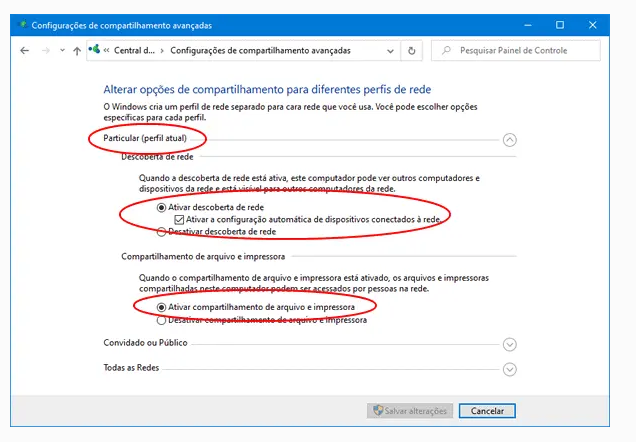 Configurações de compartilhamento avançadas
Central d... Configurações de compartilhamento avançadas
Pesquisar Painel de Controle
Alterar opções de compartilhamento para diferentes perfis de rede
O Windows cria um perfil de rede separado para cara rede que você usa. Você pode escolher opções
específicas para cada perfil.
Particular (perfil atual)
Descoberta de rede
Quando a descoberta de rede está ativa, este computador pode ver outros computadores e
dispositivos da rede e está visível para outros computadores da rede.
Ativar descoberta de rede
Ativar a configuração automática de dispositivos conectados à rede.
Desativar descoberta de rede
Compartilhamento de arquivo e impressora
Quando o compartilhamento de arquivo e impressora está ativado, os arquivos e impressoras
compartilhadas neste computador podem ser acessados por pessoas na rede.
Ativar compartilhamento de arquivo e impressora
Desativar compartilhamento de arquivo e impressora
Convidado ou Público
Todas as Redes
Salvar alterações
Cancelar